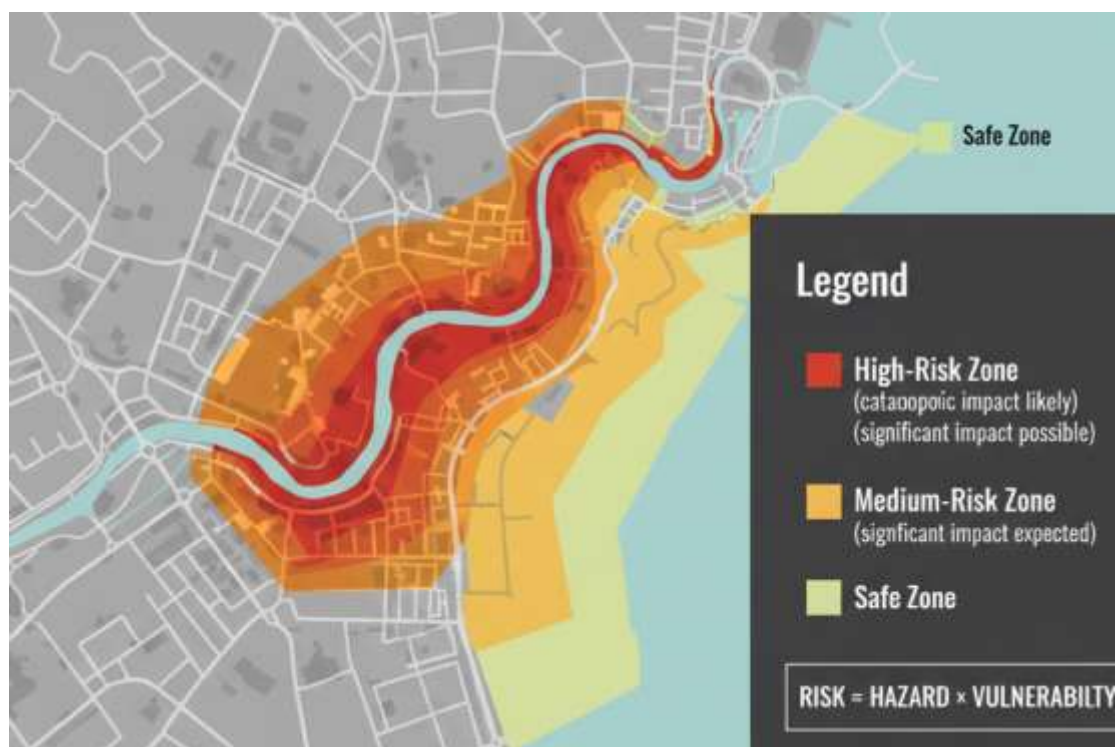 Safe Zone
Legend
High-Risk Zone
(cataoopoic impact likely)
(significant impact possible)
Medium-Risk Zone
(signficant impact expected)
Safe Zone
RISK = HAZARD × VULNERABILTY